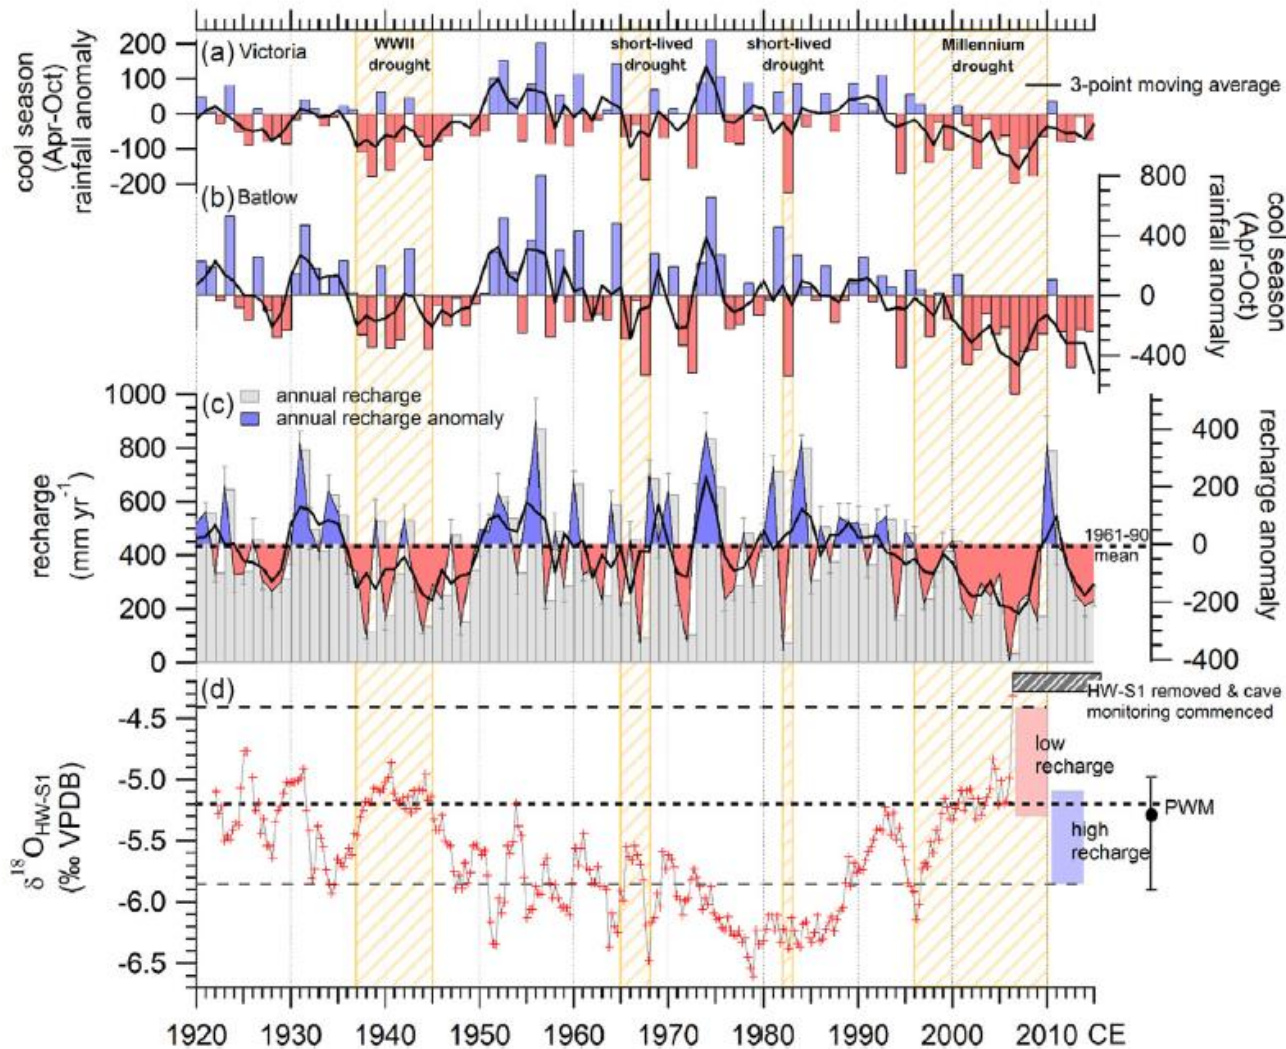 (a) Victoria
WWII
drought
short-lived
drought
short-lived
drought
Millennium
drought
3-point moving average
200
100
0
-100
-200
cool season
(Apr-Oct)
rainfall anomaly
(b) Batlow
800
400
0
-400
cool season
(Apr-Oct)
rainfall anomaly
(c)
annual recharge
annual recharge anomaly
1000
800
600
400
200
0
recharge
(mm yr⁻¹)
400
200
0
-200
-400
recharge anomaly
1961-90
mean
(d)
HW-S1 removed & cave
monitoring commenced
-4.5
-5.0
-5.5
-6.0
-6.5
δ¹⁸O HW-S1
(‰ VPDB)
low
recharge
PWM
high
recharge
1920 1930 1940 1950 1960 1970 1980 1990 2000 2010 CE